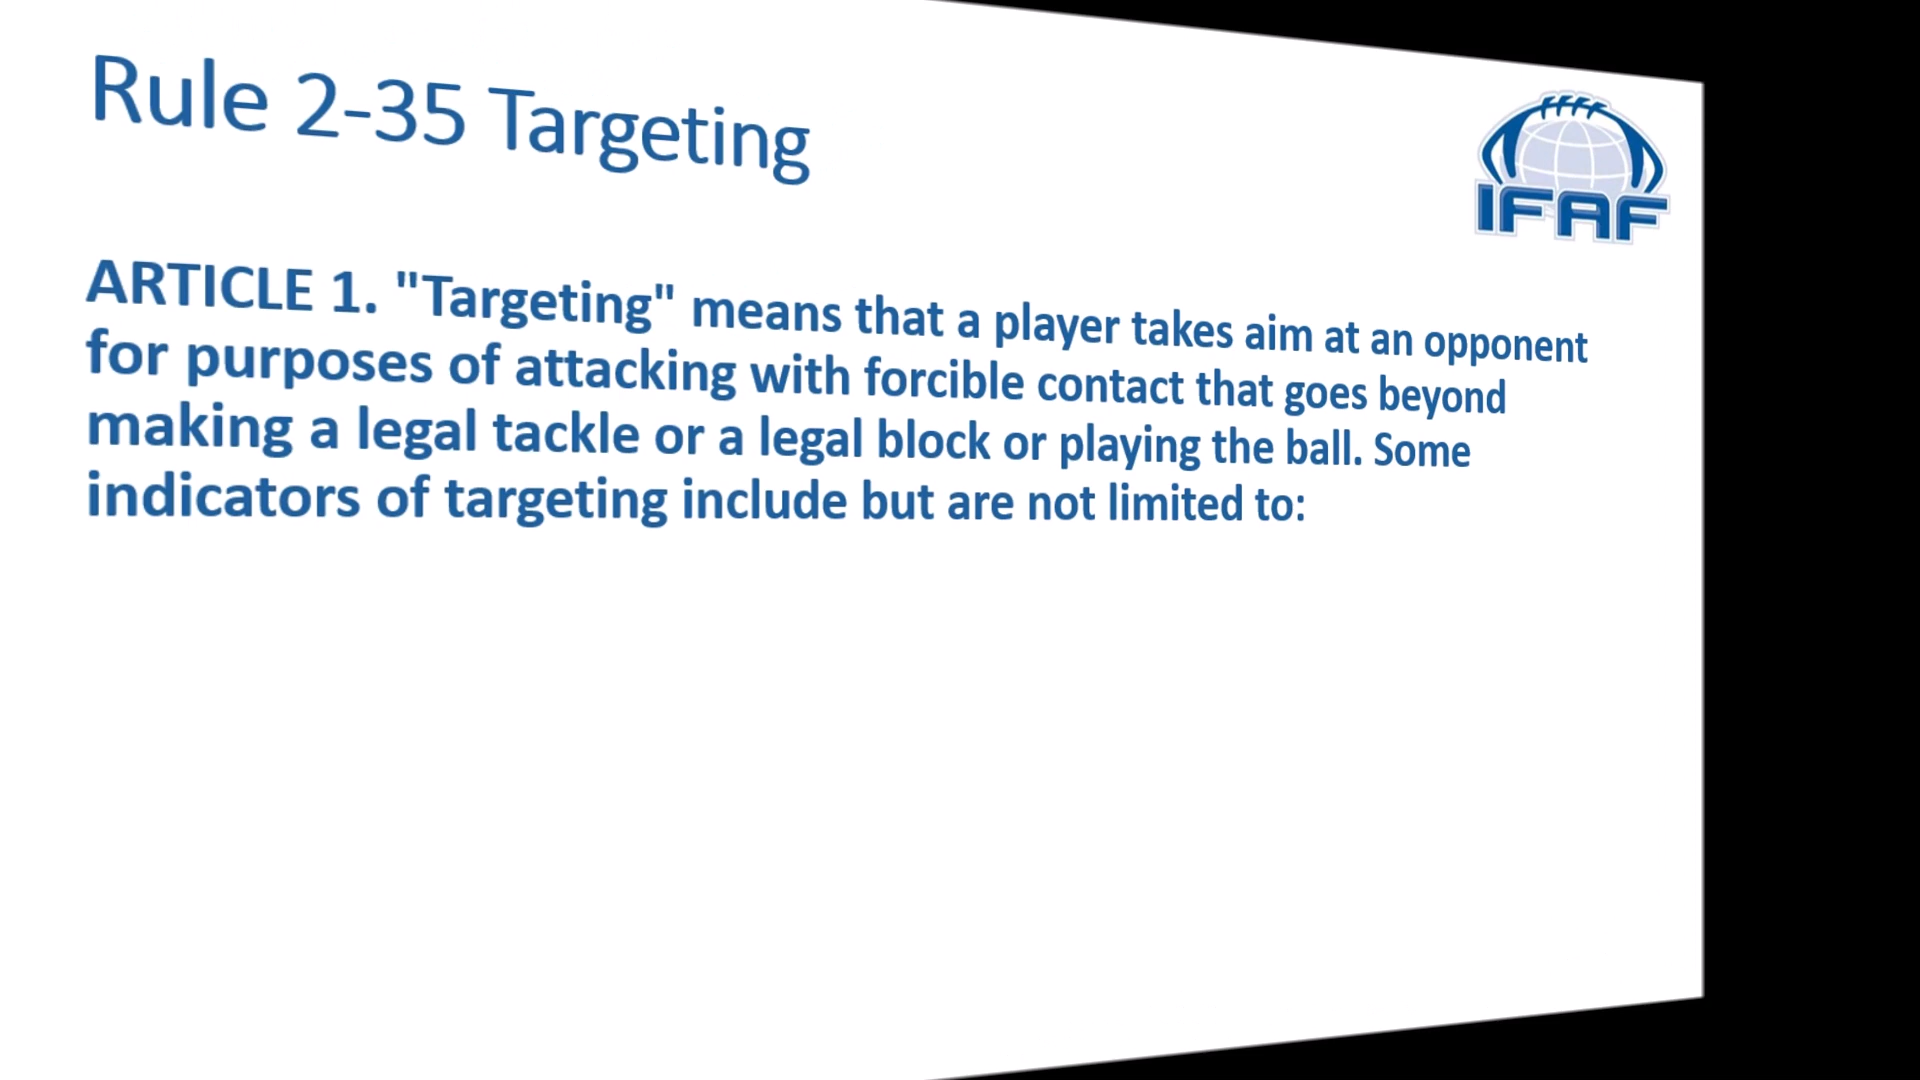 Rule 2-35 Targeting
IFAF
ARTICLE 1. "Targeting" means that a player takes aim at an opponent
for purposes of attacking with forcible contact that goes beyond
making a legal tackle or a legal block or playing the ball. Some
indicators of targeting include but are not limited to: